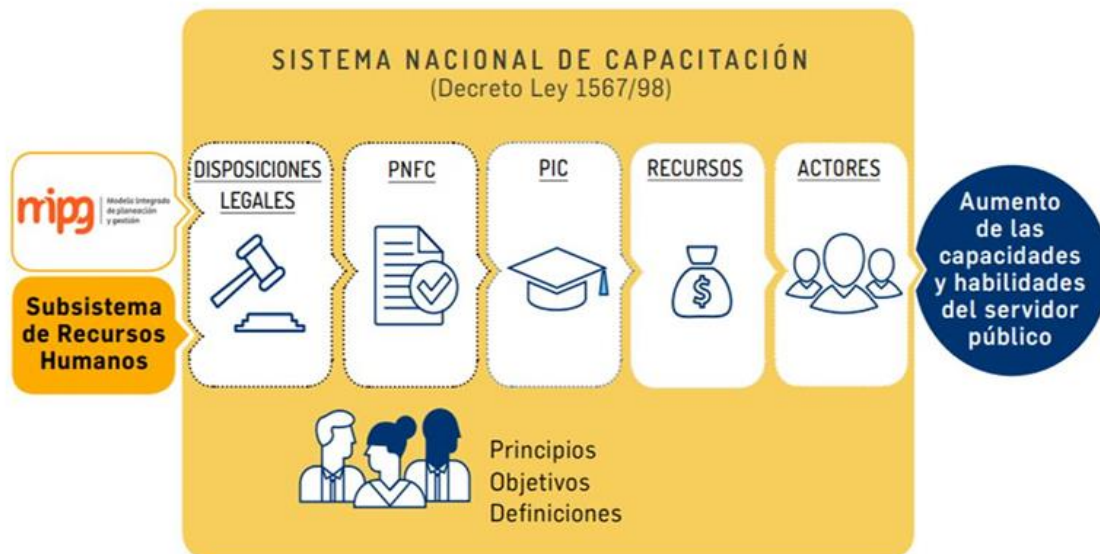 SISTEMA NACIONAL DE CAPACITACIÓN
(Decreto Ley 1567/98)
mipg
Modelo integrado
de planeación
y gestión
Subsistema
de Recursos
Humanos
DISPOSICIONES
LEGALES
PNFC
PIC
RECURSOS
$
ACTORES
Aumento
de las
capacidades
y habilidades
del servidor
público
Principios
Objetivos
Definiciones